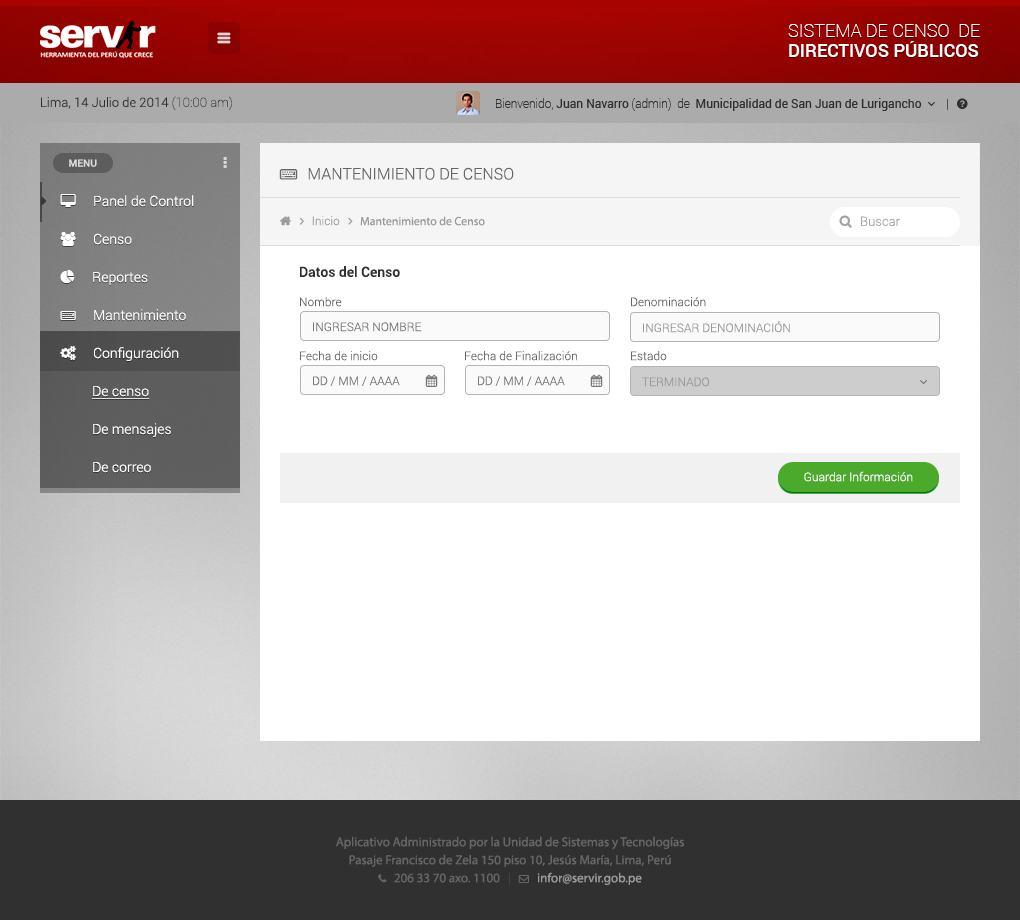 servir
HERRAMIENTA DEL PERÚ QUE CRECE
SISTEMA DE CENSO DE
DIRECTIVOS PÚBLICOS
Lima, 14 Julio de 2014 (10:00 am)
Bienvenido, Juan Navarro (admin) de Municipalidad de San Juan de Lurigancho |
MENU
Panel de Control
Censo
Reportes
Mantenimiento
Configuración
De censo
De mensajes
De correo
MANTENIMIENTO DE CENSO
Inicio > Mantenimiento de Censo
Buscar
Datos del Censo
Nombre
INGRESAR NOMBRE
Denominación
INGRESAR DENOMINACIÓN
Fecha de inicio
DD / MM / AAAA
Fecha de Finalización
DD / MM / AAAA
Estado
TERMINADO
Guardar Información
Aplicativo Administrado por la Unidad de Sistemas y Tecnologías
Pasaje Francisco de Zela 150 piso 10, Jesús María, Lima, Perú
206 33 70 axo. 1100 | infor@servir.gob.pe